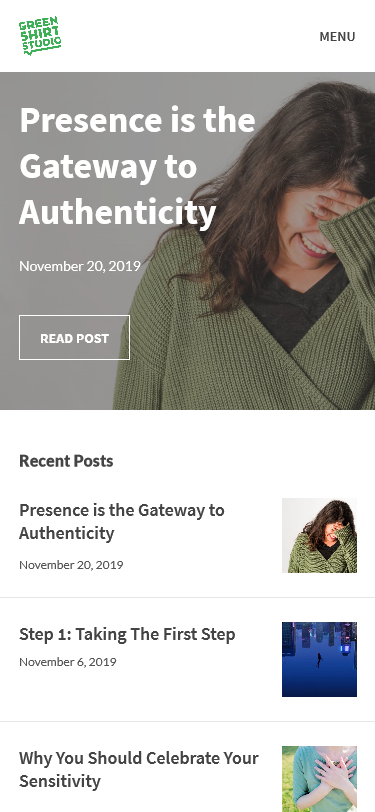 GREEN
SHIRT
STUDIO
MENU
Presence is the
Gateway to
Authenticity
November 20, 2019
READ POST
Recent Posts
Presence is the Gateway to
Authenticity
November 20, 2019
Step 1: Taking The First Step
November 6, 2019
Why You Should Celebrate Your
Sensitivity